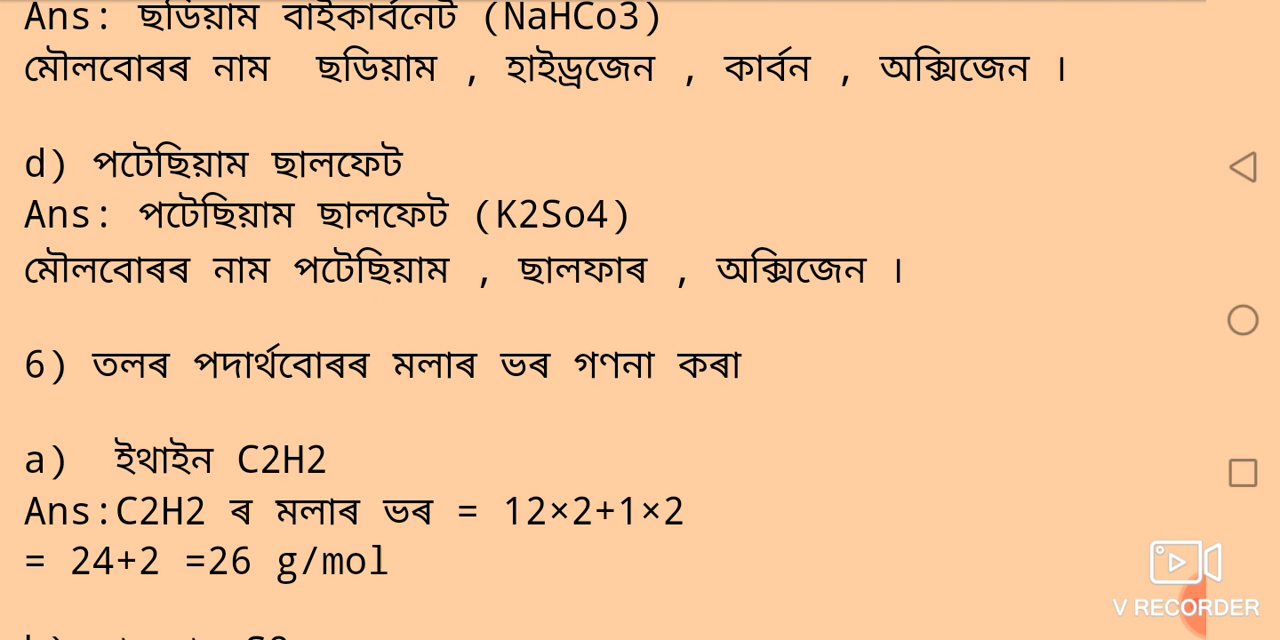 Ans: ছডিয়াম বাইকাৰ্বনেট (NaHCo3)
মৌলবোৰৰ নাম  ছডিয়াম , হাইড্ৰজেন , কাৰ্বন , অক্সিজেন ।
d) পটেছিয়াম ছালফেট
Ans: পটেছিয়াম ছালফেট (K2So4)
মৌলবোৰৰ নাম পটেছিয়াম , ছালফাৰ , অক্সিজেন ।
6) তলৰ পদাৰ্থবোৰৰ মলাৰ ভৰ গণনা কৰা
a)  ইথাইন C2H2
Ans:C2H2 ৰ মলাৰ ভৰ = 12×2+1×2
= 24+2 =26 g/mol
V RECORDER